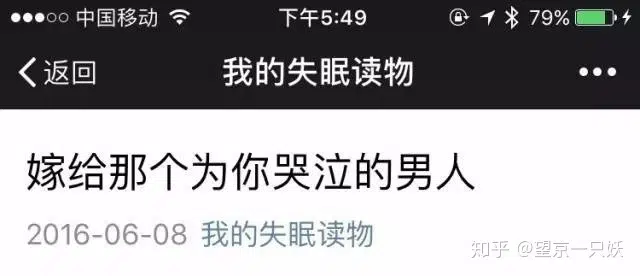 中国移动 下午5:49 79%
返回 我的失眠读物
嫁给那个为你哭泣的男人
2016-06-08 我的失眠读物
知乎 @望京一只妖